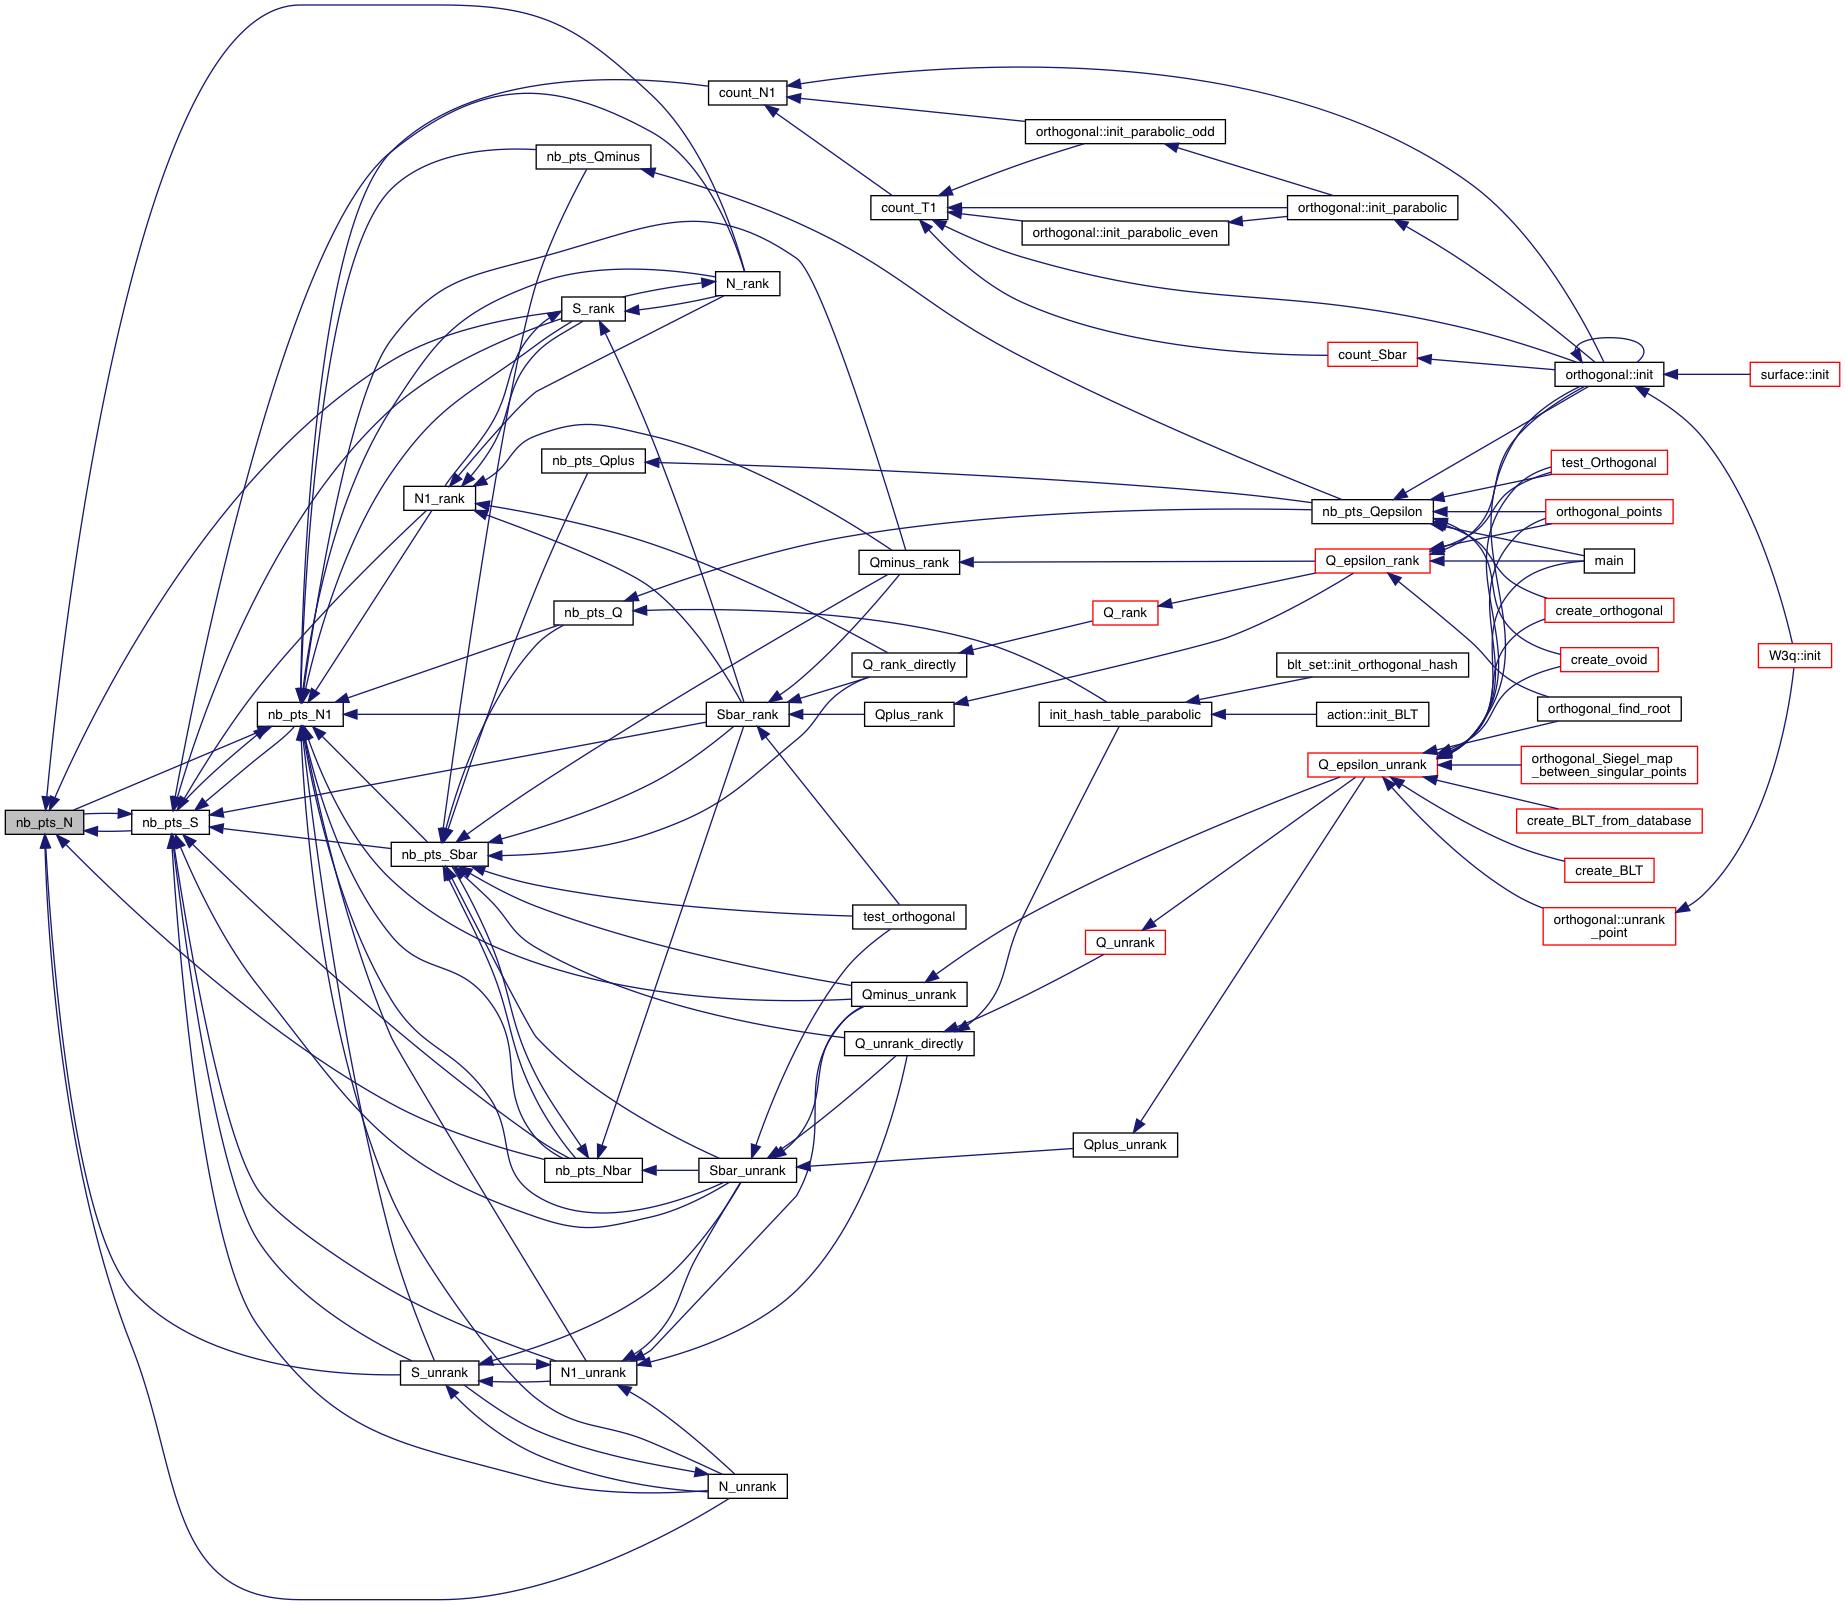 count_N1
orthogonal::init_parabolic_odd
nb_pts_Qminus
count_T1
orthogonal::init_parabolic
orthogonal::init_parabolic_even
N_rank
S_rank
count_Sbar
orthogonal::init
surface::init
nb_pts_Qplus
test_Orthogonal
N1_rank
nb_pts_Qepsilon
orthogonal_points
Qminus_rank
Q_epsilon_rank
main
nb_pts_Q
Q_rank
create_orthogonal
Q_rank_directly
blt_set::init_orthogonal_hash
create_ovoid
W3q::init
nb_pts_N1
Sbar_rank
Qplus_rank
init_hash_table_parabolic
action::init_BLT
orthogonal_find_root
Q_epsilon_unrank
orthogonal_Siegel_map
_between_singular_points
nb_pts_N
nb_pts_S
create_BLT_from_database
nb_pts_Sbar
create_BLT
test_orthogonal
orthogonal::unrank
_point
Q_unrank
Qminus_unrank
Q_unrank_directly
Qplus_unrank
nb_pts_Nbar
Sbar_unrank
S_unrank
N1_unrank
N_unrank